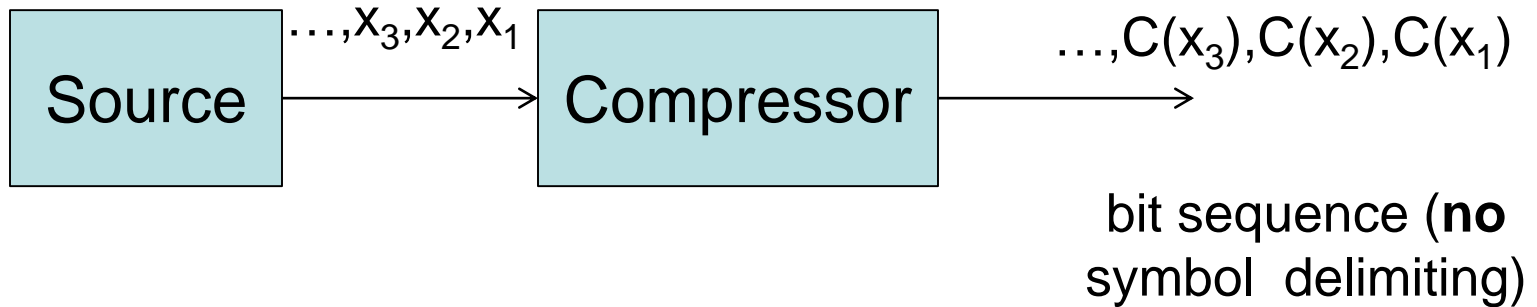 …,x₃,x₂,x₁
…,C(x₃),C(x₂),C(x₁)
Source
Compressor
bit sequence (no
symbol delimiting)